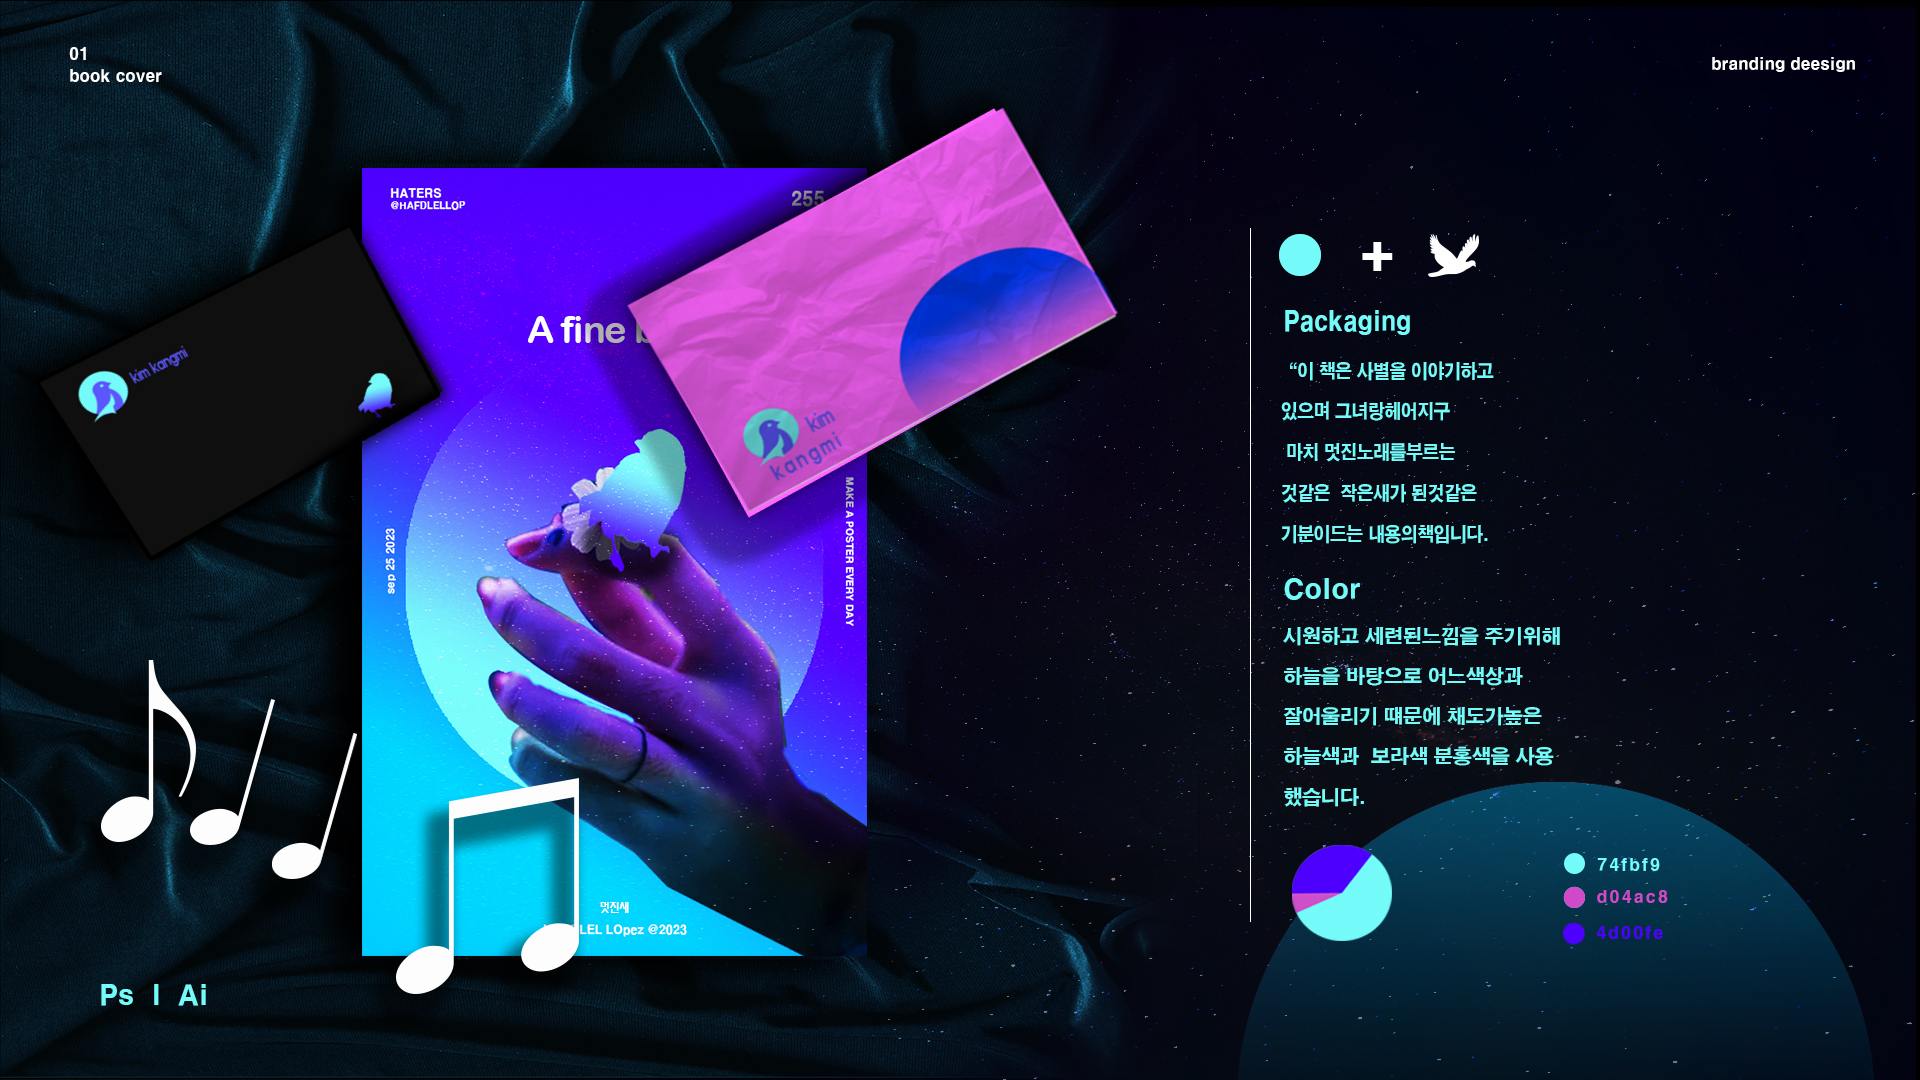 01
book cover
branding deesign
HATERS
@HAFDLELLOP
255
A fine
kim kangmi
kim
kangmi
sep 25 2023
MAKE A POSTER EVERY DAY
멋진새
LEL LOpez @2023
Ps | Ai
+
Packaging
“이 책은 사별을 이야기하고
있으며 그녀랑헤어지구
마치 멋진노래를부르는
것같은 작은새가 된것같은
기분이드는 내용의책입니다.
Color
시원하고 세련된느낌을 주기위해
하늘을 바탕으로 어느색상과
잘어울리기 떄문에 채도가높은
하늘색과 보라색 분홍색을 사용
했습니다.
74fbf9
d04ac8
4d00fe